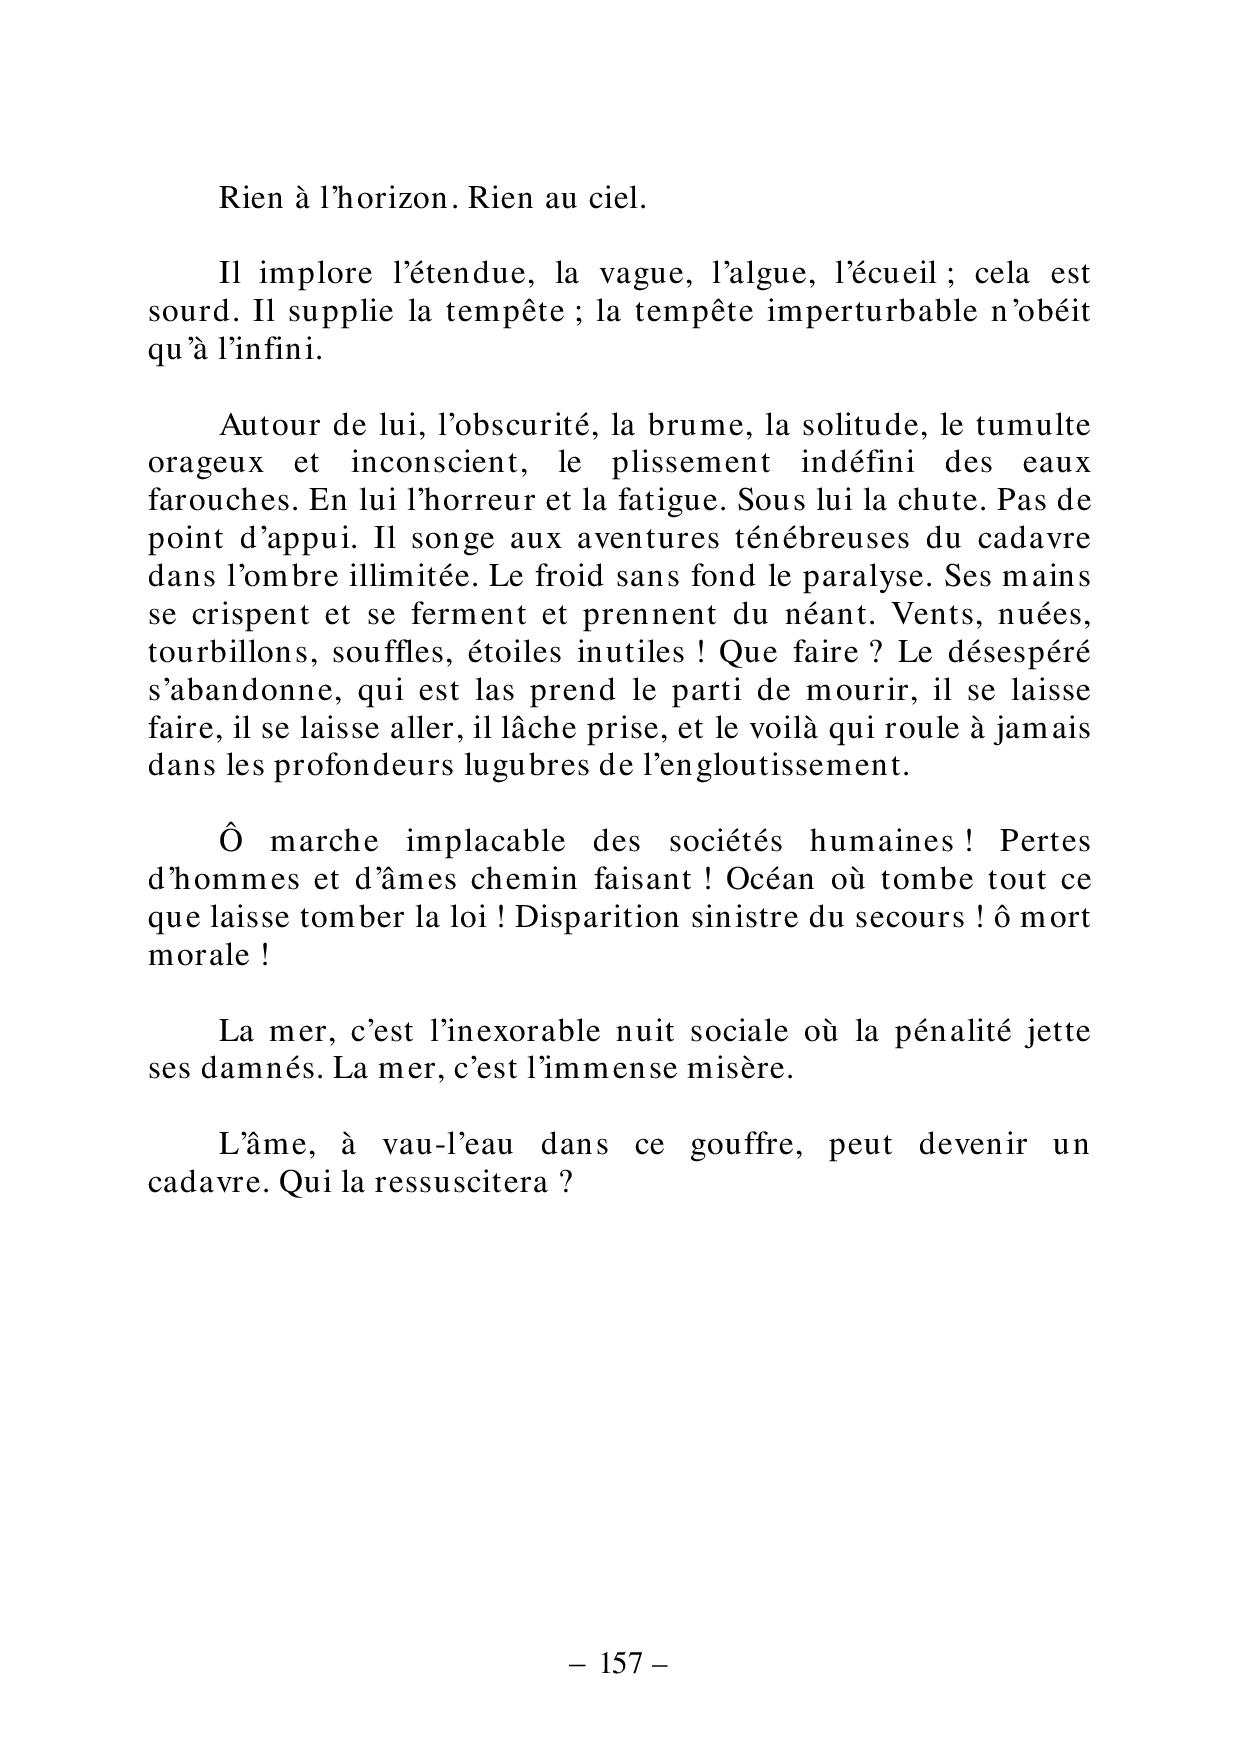 Rien à l’horizon. Rien au ciel.
Il implore l’étendue, la vague, l’algue, l’écueil ; cela est
sourd. Il supplie la tempête ; la tempête imperturbable n’obéit
qu’à l’infini.
Autour de lui, l’obscurité, la brume, la solitude, le tumulte
orageux et inconscient, le plissement indéfini des eaux
farouches. En lui l’horreur et la fatigue. Sous lui la chute. Pas de
point d’appui. Il songe aux aventures ténébreuses du cadavre
dans l’ombre illimitée. Le froid sans fond le paralyse. Ses mains
se crispent et se ferment et prennent du néant. Vents, nuées,
tourbillons, souffles, étoiles inutiles ! Que faire ? Le désespéré
s’abandonne, qui est las prend le parti de mourir, il se laisse
faire, il se laisse aller, il lâche prise, et le voilà qui roule à jamais
dans les profondeurs lugubres de l’engloutissement.
Ô marche implacable des sociétés humaines ! Pertes
d’hommes et d’âmes chemin faisant ! Océan où tombe tout ce
que laisse tomber la loi ! Disparition sinistre du secours ! ô mort
morale !
La mer, c’est l’inexorable nuit sociale où la pénalité jette
ses damnés. La mer, c’est l’immense misère.
L’âme, à vau-l’eau dans ce gouffre, peut devenir un
cadavre. Qui la ressuscitera ?
– 157 –